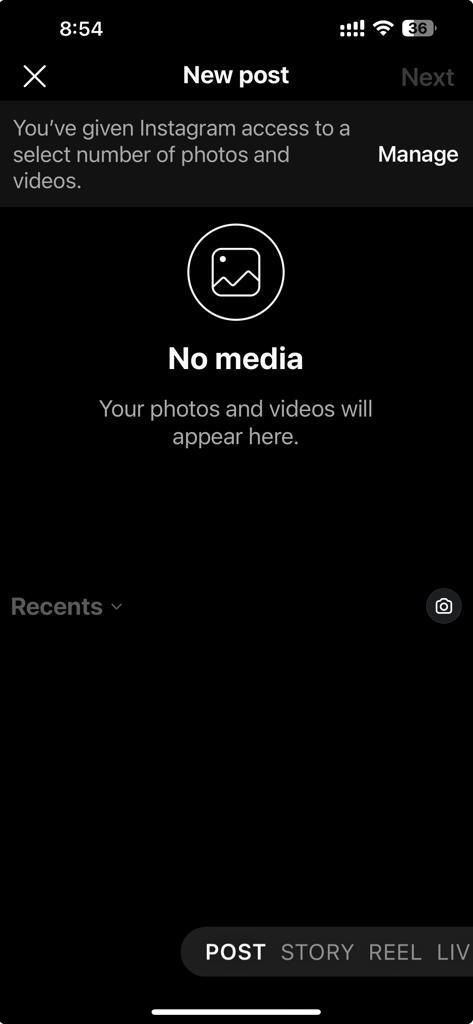 8:54
36
New post
Next
You’ve given Instagram access to a
select number of photos and
videos.
Manage
No media
Your photos and videos will
appear here.
Recents
POST STORY REEL LIV